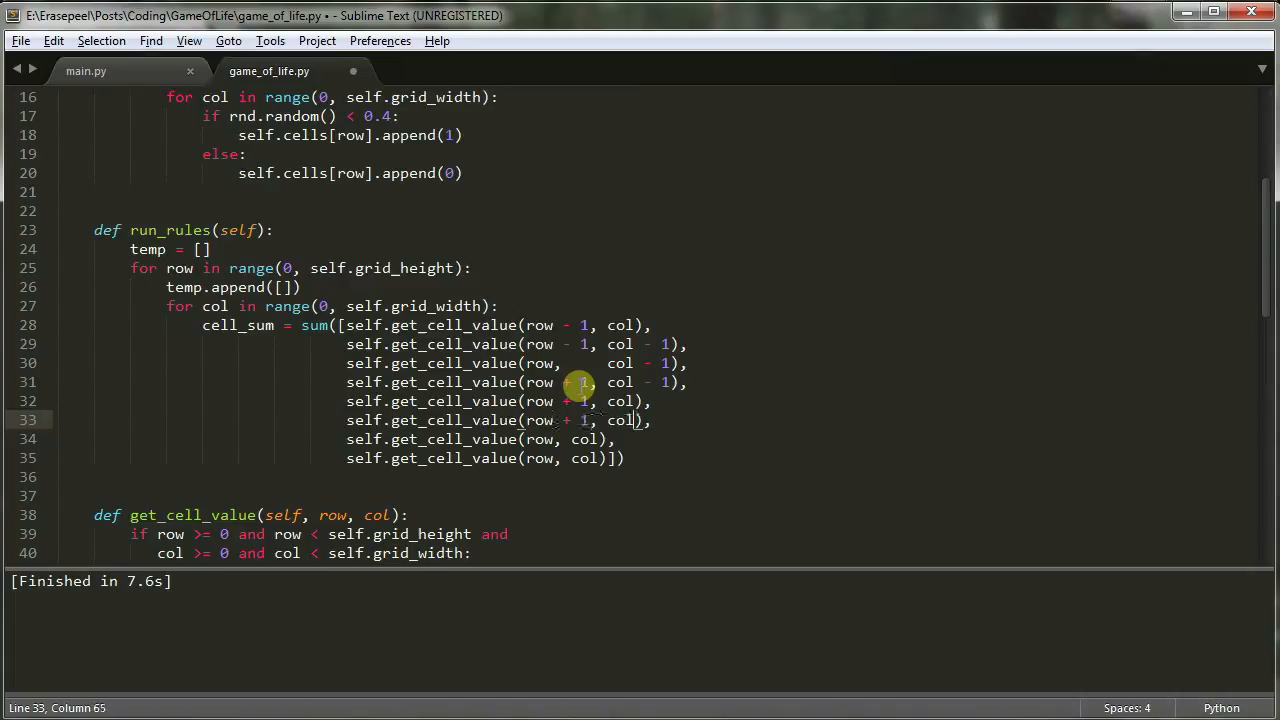 E:\Erasepeel\Posts\Coding\GameOfLife\game_of_life.py • - Sublime Text (UNREGISTERED)
File Edit Selection Find View Goto Tools Project Preferences Help
main.py game_of_life.py
16 for col in range(0, self.grid_width):
17 if rnd.random() < 0.4:
18 self.cells[row].append(1)
19 else:
20 self.cells[row].append(0)
21
22
23 def run_rules(self):
24 temp = []
25 for row in range(0, self.grid_height):
26 temp.append([])
27 for col in range(0, self.grid_width):
28 cell_sum = sum([self.get_cell_value(row - 1, col),
29 self.get_cell_value(row - 1, col - 1),
30 self.get_cell_value(row, col - 1),
31 self.get_cell_value(row + 1, col - 1),
32 self.get_cell_value(row + 1, col),
33 self.get_cell_value(row + 1, col),
34 self.get_cell_value(row, col),
35 self.get_cell_value(row, col)])
36
37
38 def get_cell_value(self, row, col):
39 if row >= 0 and row < self.grid_height and
40 col >= 0 and col < self.grid_width:
[Finished in 7.6s]
Line 33, Column 65 Spaces: 4 Python